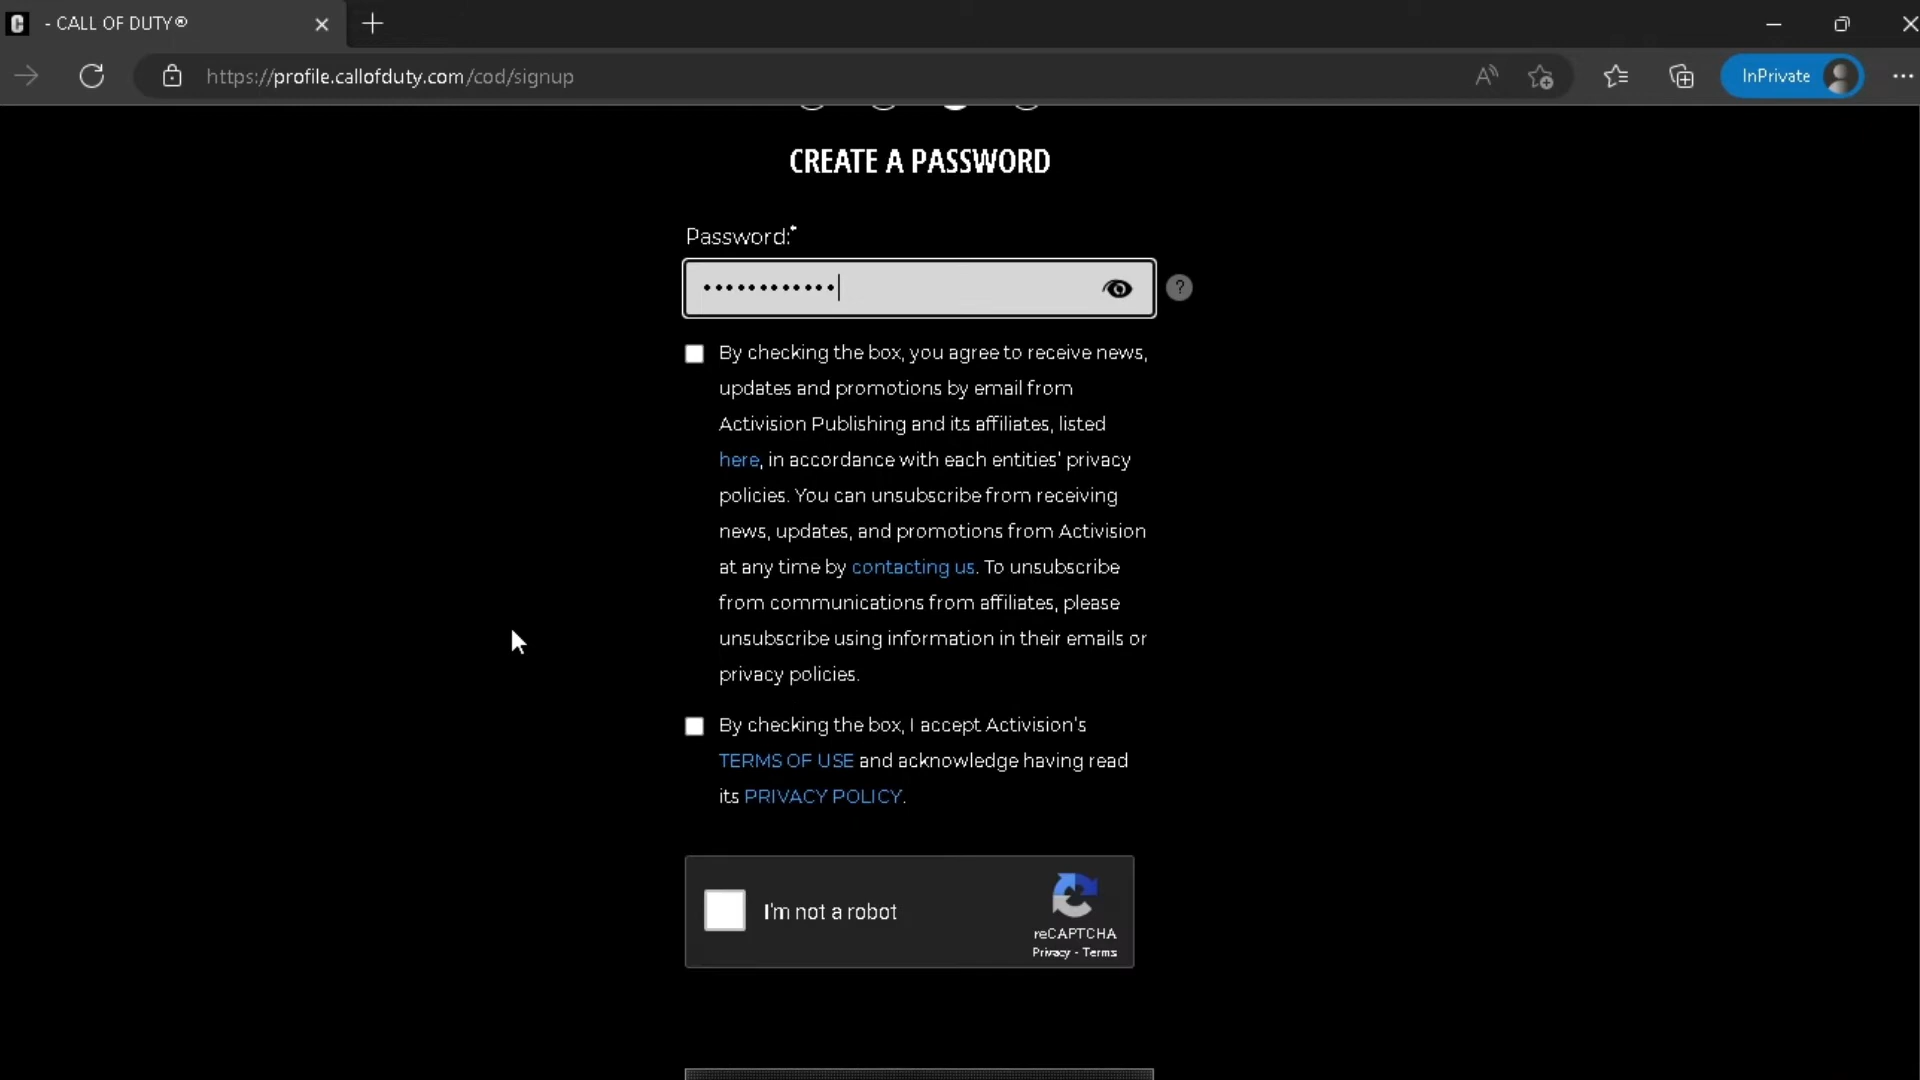 - CALL OF DUTY®
https://profile.callofduty.com/cod/signup
InPrivate
CREATE A PASSWORD
Password:*
••••••••••••
?
By checking the box, you agree to receive news,
updates and promotions by email from
Activision Publishing and its affiliates, listed
here, in accordance with each entities' privacy
policies. You can unsubscribe from receiving
news, updates, and promotions from Activision
at any time by contacting us. To unsubscribe
from communications from affiliates, please
unsubscribe using information in their emails or
privacy policies.
By checking the box, I accept Activision's
TERMS OF USE and acknowledge having read
its PRIVACY POLICY.
I'm not a robot
reCAPTCHA
Privacy - Terms